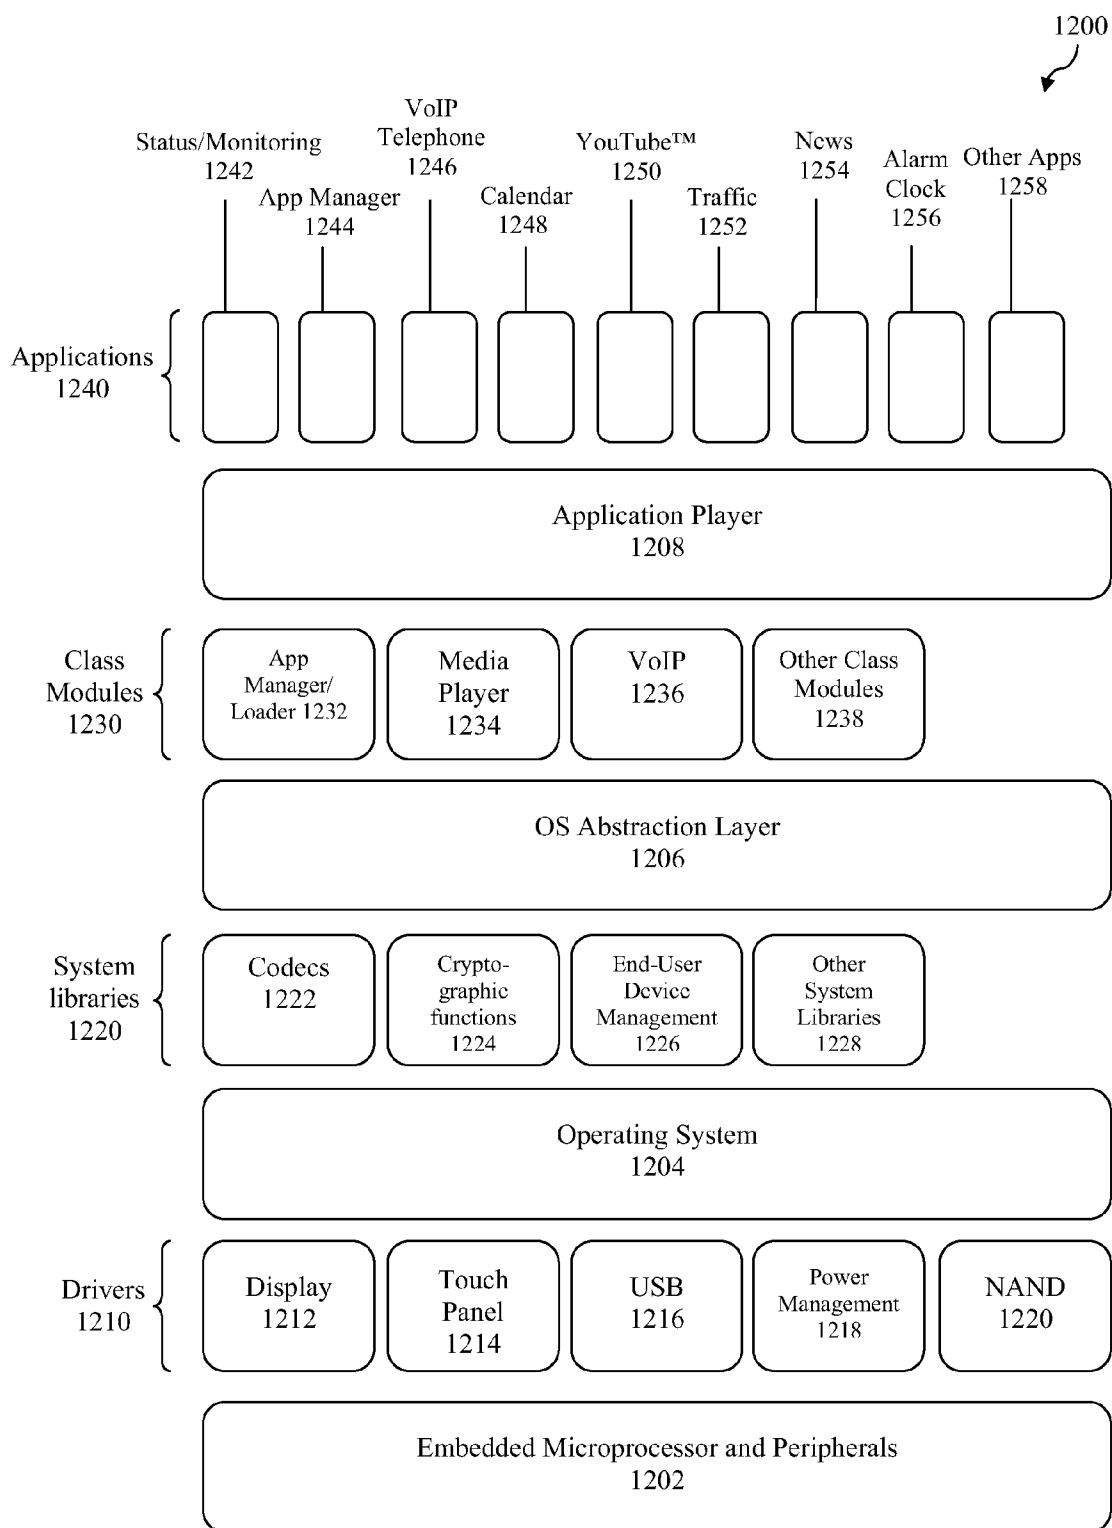 1200
Status/Monitoring
1242
App Manager
1244
VoIP
Telephone
1246
Calendar
1248
YouTube™
1250
Traffic
1252
News
1254
Alarm
Clock
1256
Other Apps
1258
Applications
1240
Application Player
1208
Class
Modules
1230
App
Manager/
Loader 1232
Media
Player
1234
VoIP
1236
Other Class
Modules
1238
OS Abstraction Layer
1206
System
libraries
1220
Codecs
1222
Crypto-
graphic
functions
1224
End-User
Device
Management
1226
Other
System
Libraries
1228
Operating System
1204
Drivers
1210
Display
1212
Touch
Panel
1214
USB
1216
Power
Management
1218
NAND
1220
Embedded Microprocessor and Peripherals
1202